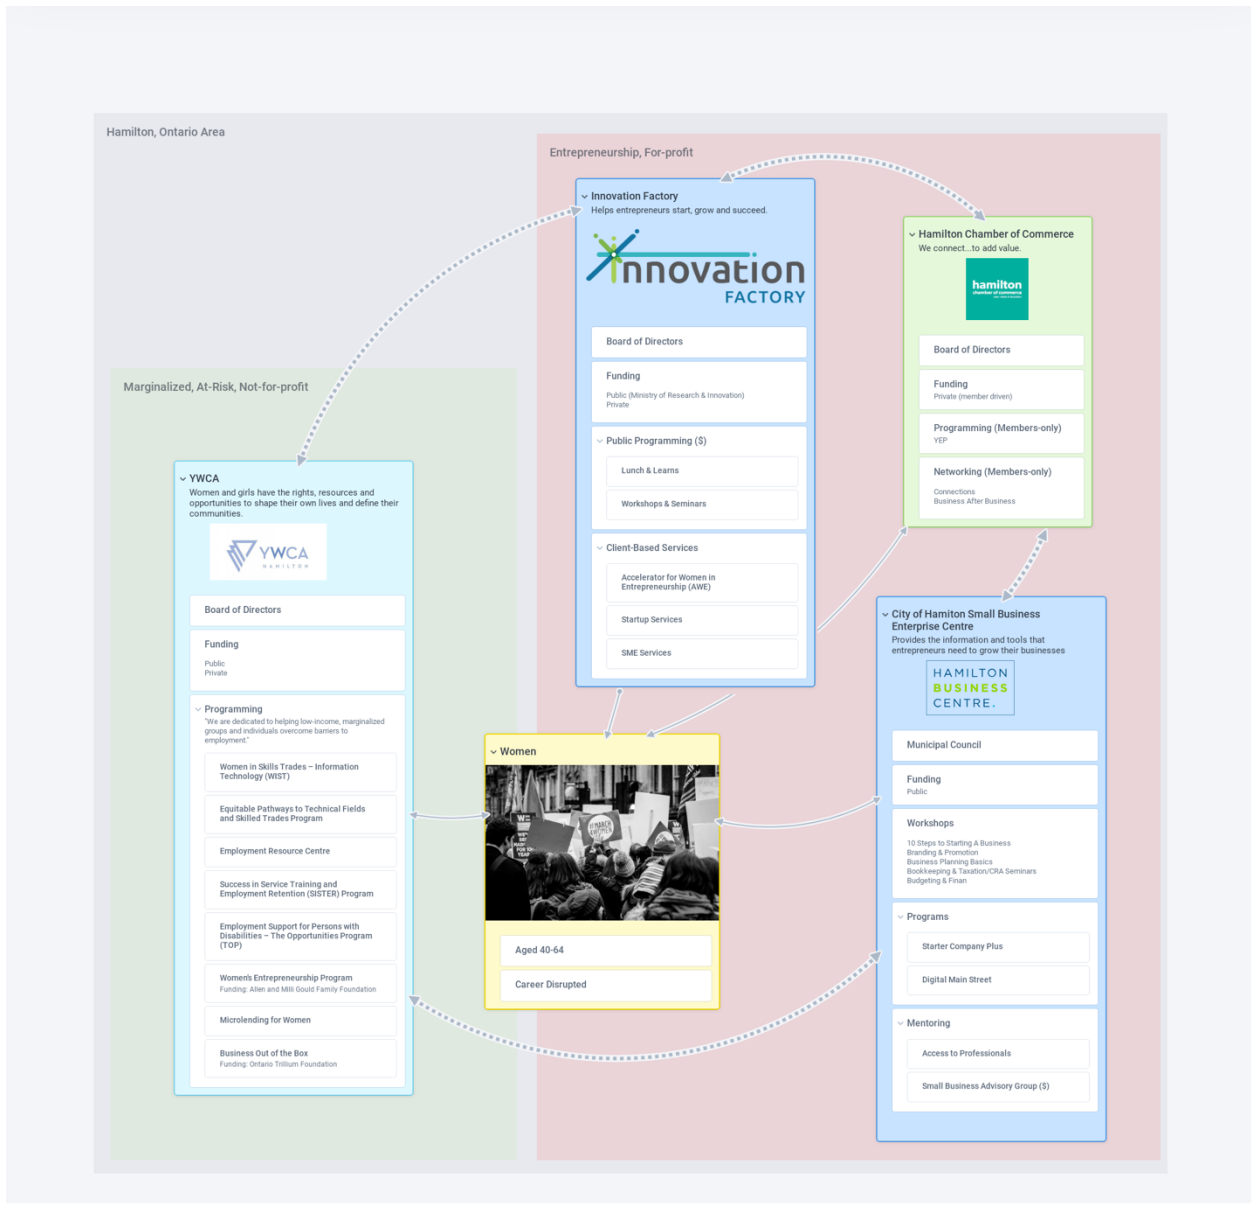 Hamilton, Ontario Area
Entrepreneurship, For-profit
Innovation Factory
Helps entrepreneurs start, grow and succeed.
innovation
FACTORY
Board of Directors
Funding
Public (Ministry of Research & Innovation)
Private
Public Programming ($)
Lunch & Learns
Workshops & Seminars
Client-Based Services
Accelerator for Women in
Entrepreneurship (AWE)
Startup Services
SME Services
Hamilton Chamber of Commerce
We connect...to add value.
hamilton
chamber of commerce
Board of Directors
Funding
Private (member driven)
Programming (Members-only)
YEP
Networking (Members-only)
Connections
Business After Business
Marginalized, At-Risk, Not-for-profit
YWCA
Women and girls have the rights, resources and
opportunities to shape their own lives and define their
communities.
YWCA
HAMILTON
Board of Directors
Funding
Public
Private
Programming
"We are dedicated to helping low-income, marginalized
groups and individuals overcome barriers to
employment."
Women in Skills Trades – Information
Technology (WIST)
Equitable Pathways to Technical Fields
and Skilled Trades Program
Employment Resource Centre
Success in Service Training and
Employment Retention (SISTER) Program
Employment Support for Persons with
Disabilities – The Opportunities Program
(TOP)
Women's Entrepreneurship Program
Funding: Allen and Milli Gould Family Foundation
Microlending for Women
Business Out of the Box
Funding: Ontario Trillium Foundation
Women
MARCH
4 WOMEN
Aged 40-64
Career Disrupted
City of Hamiton Small Business
Enterprise Centre
Provides the information and tools that
entrepreneurs need to grow their businesses
HAMILTON
BUSINESS
CENTRE.
Municipal Council
Funding
Public
Workshops
10 Steps to Starting A Business
Branding & Promotion
Business Planning Basics
Bookkeeping & Taxation/CRA Seminars
Budgeting & Finan
Programs
Starter Company Plus
Digital Main Street
Mentoring
Access to Professionals
Small Business Advisory Group ($)